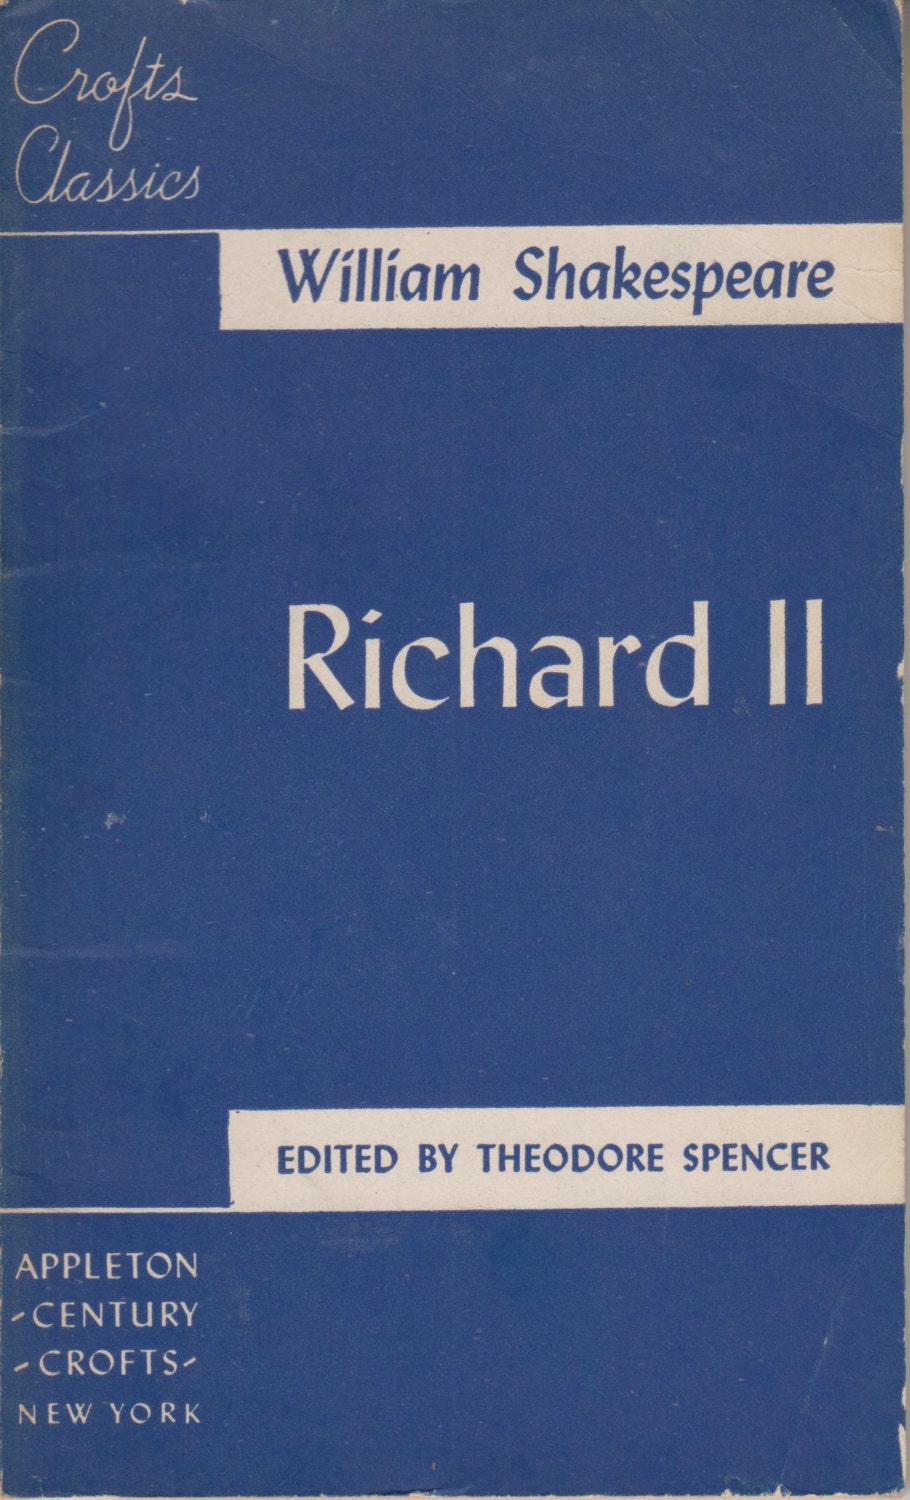 Crofts
Classics
William Shakespeare
Richard II
EDITED BY THEODORE SPENCER
APPLETON
-CENTURY
-CROFTS-
NEW YORK